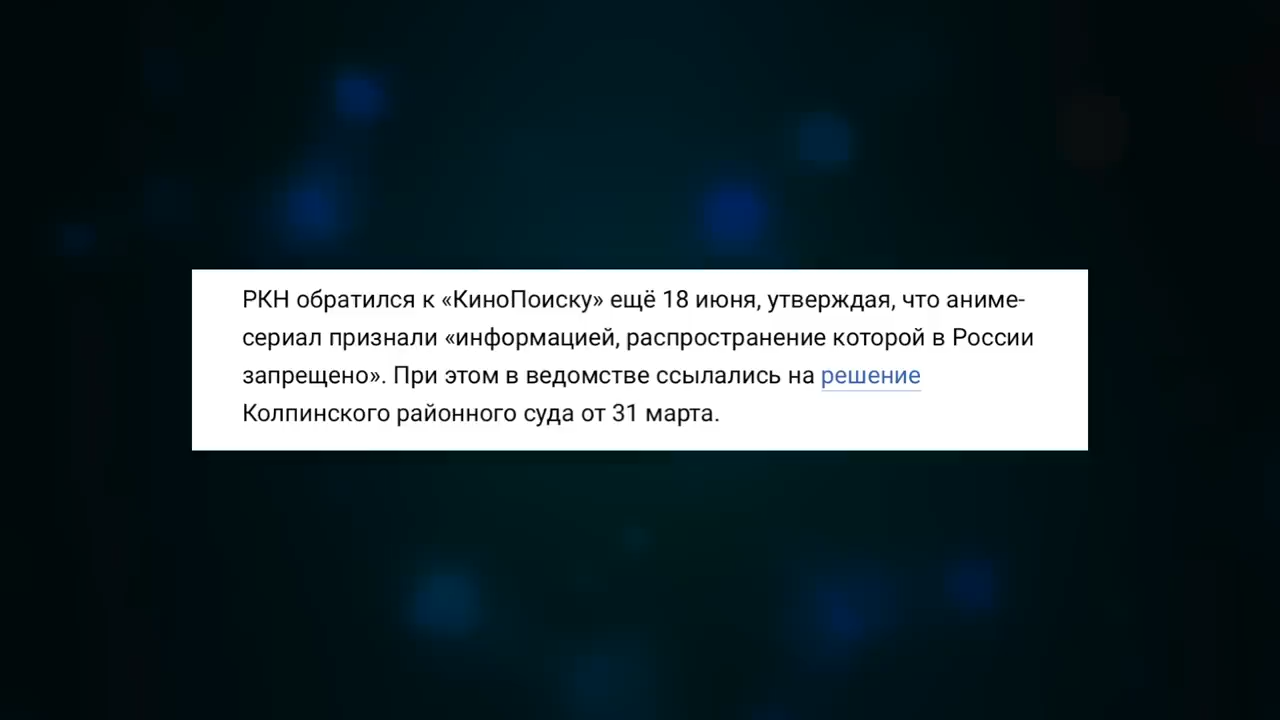 РКН обратился к «КиноПоиску» ещё 18 июня, утверждая, что аниме-
сериал признали «информацией, распространение которой в России
запрещено». При этом в ведомстве ссылались на решение
Колпинского районного суда от 31 марта.